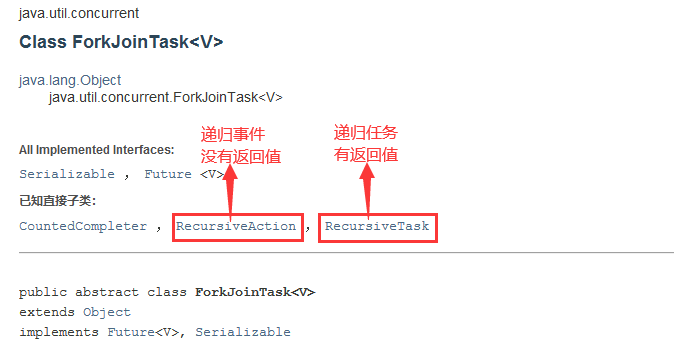 java.util.concurrent
Class ForkJoinTask<V>
java.lang.Object
java.util.concurrent.ForkJoinTask<V>
递归事件
没有返回值
递归任务
有返回值
All Implemented Interfaces:
Serializable , Future <V>
已知直接子类:
CountedCompleter , RecursiveAction , RecursiveTask
public abstract class ForkJoinTask<V>
extends Object
implements Future<V>, Serializable